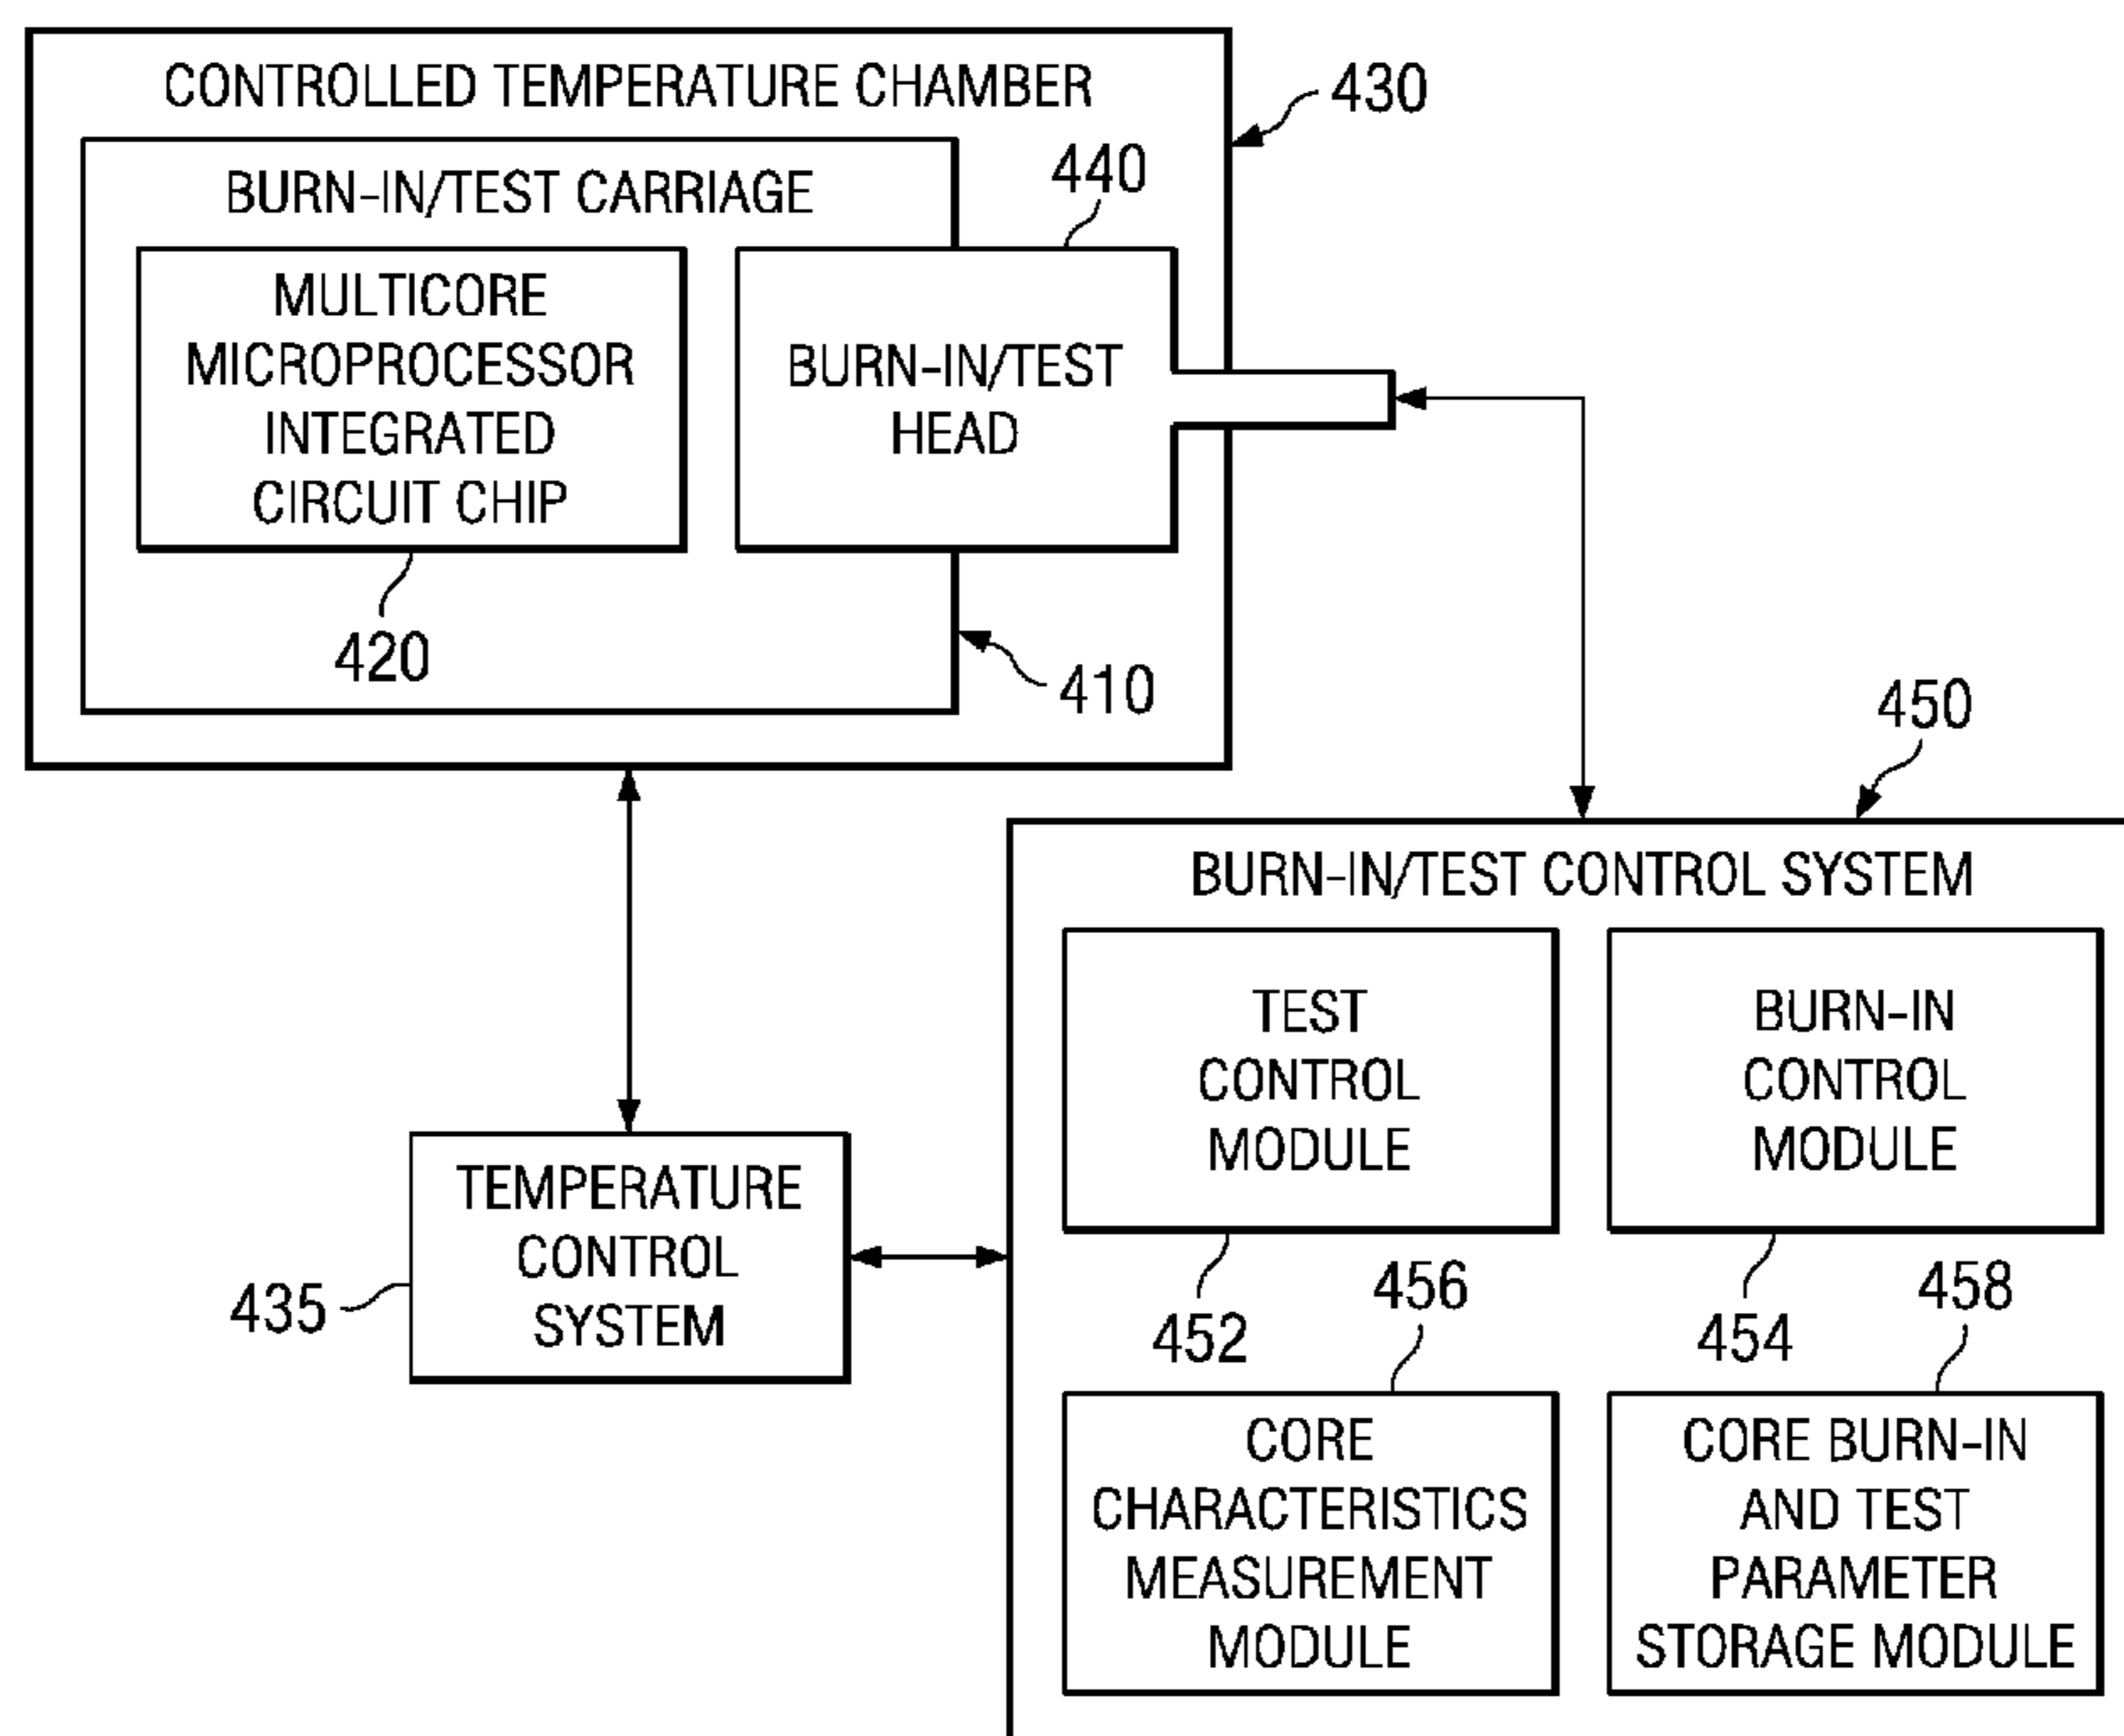 CONTROLLED TEMPERATURE CHAMBER
430
BURN-IN/TEST CARRIAGE
440
MULTICORE
MICROPROCESSOR
INTEGRATED
CIRCUIT CHIP
BURN-IN/TEST
HEAD
420
410
450
BURN-IN/TEST CONTROL SYSTEM
TEST
CONTROL
MODULE
BURN-IN
CONTROL
MODULE
TEMPERATURE
CONTROL
SYSTEM
435
452
456
454
458
CORE
CHARACTERISTICS
MEASUREMENT
MODULE
CORE BURN-IN
AND TEST
PARAMETER
STORAGE MODULE